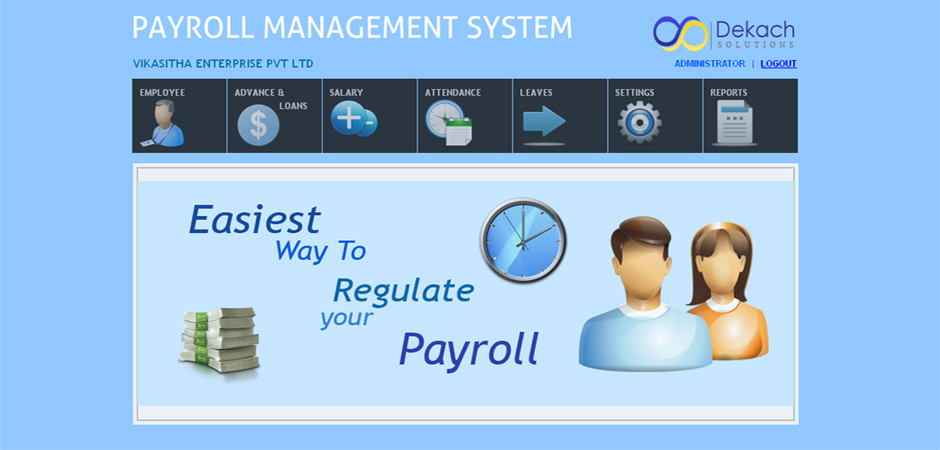 PAYROLL MANAGEMENT SYSTEM
Dekach
SOLUTIONS
VIKASITHA ENTERPRISE PVT LTD
ADMINISTRATOR | LOGOUT
EMPLOYEE
ADVANCE &
LOANS
SALARY
ATTENDANCE
LEAVES
SETTINGS
REPORTS
Easiest
Way To
Regulate
your
Payroll